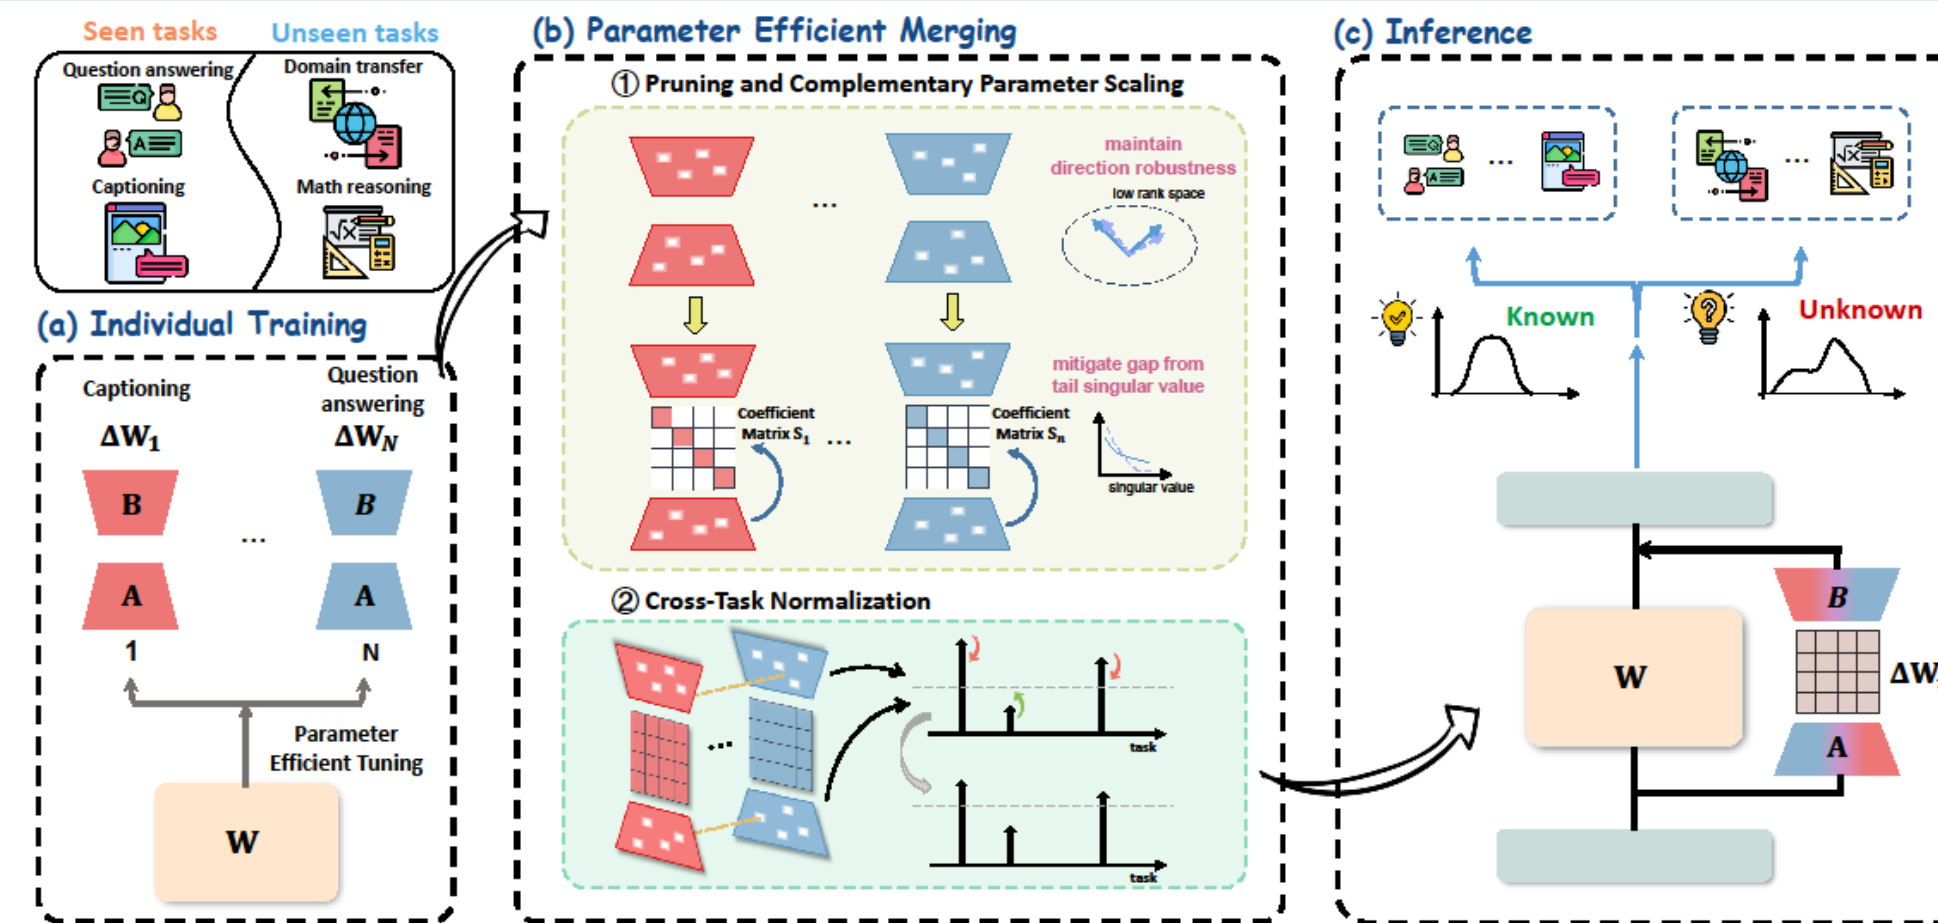 Seen tasks
Unseen tasks
Question answering
Domain transfer
Captioning
Math reasoning
(a) Individual Training
Captioning
Question
answering
ΔW1
ΔWN
B
B
...
A
A
1
N
Parameter
Efficient Tuning
W
(b) Parameter Efficient Merging
① Pruning and Complementary Parameter Scaling
maintain
direction robustness
low rank space
...
mitigate gap from
tail singular value
Coefficient
Matrix S1
...
Coefficient
Matrix Sn
singular value
② Cross-Task Normalization
...
task
task
(c) Inference
...
...
Known
Unknown
B
W
ΔW
A